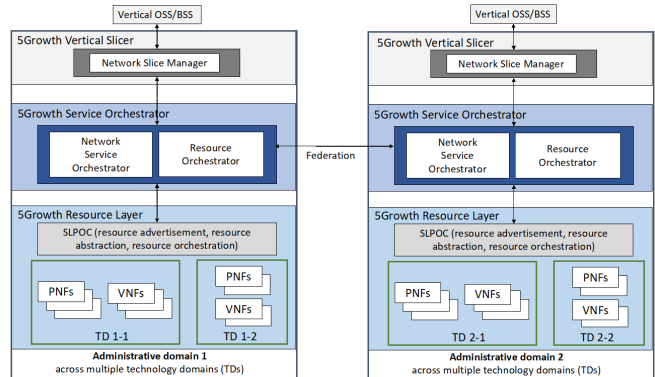 Vertical OSS/BSS
5Growth Vertical Slicer
Network Slice Manager
5Growth Service Orchestrator
Network
Service
Orchestrator
Resource
Orchestrator
5Growth Resource Layer
SLPOC (resource advertisement, resource
abstraction, resource orchestration)
PNFs
VNFs
TD 1-1
PNFs
VNFs
TD 1-2
Administrative domain 1
across multiple technology domains (TDs)
Federation
Vertical OSS/BSS
5Growth Vertical Slicer
Network Slice Manager
5Growth Service Orchestrator
Network
Service
Orchestrator
Resource
Orchestrator
5Growth Resource Layer
SLPOC (resource advertisement, resource
abstraction, resource orchestration)
PNFs
VNFs
TD 2-1
PNFs
VNFs
TD 2-2
Administrative domain 2
across multiple technology domains (TDs)